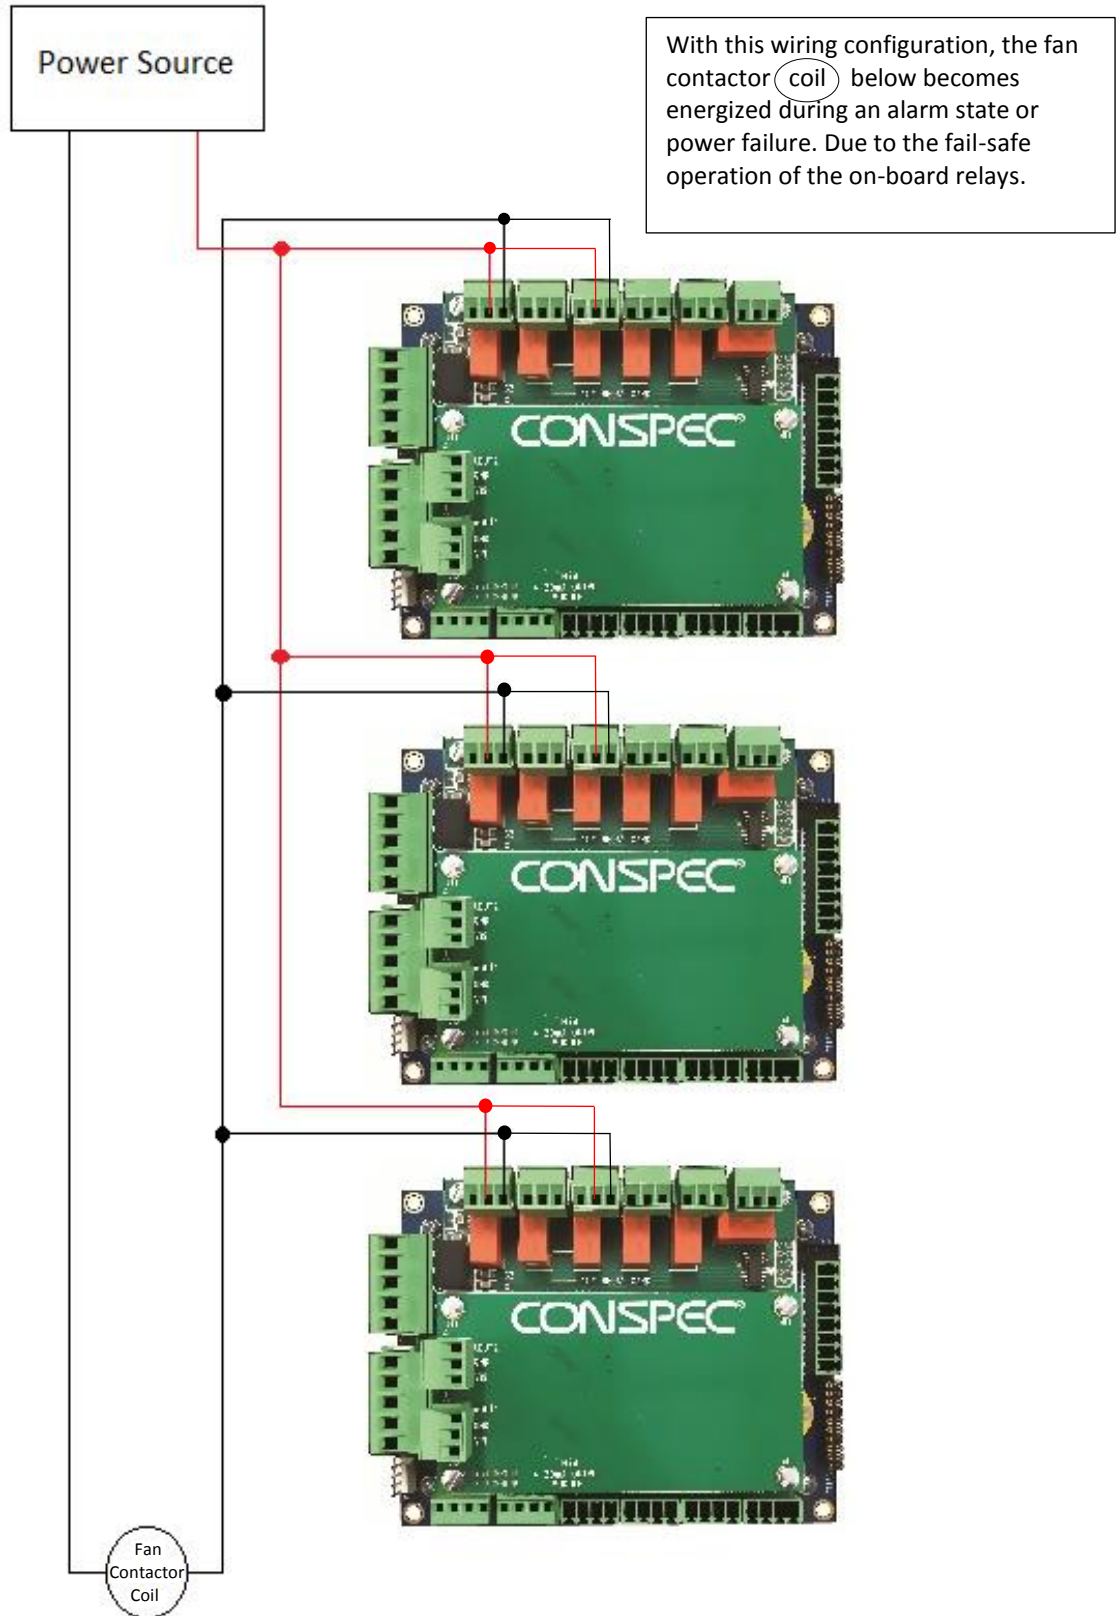 Power Source
With this wiring configuration, the fan
contactor coil below becomes
energized during an alarm state or
power failure. Due to the fail-safe
operation of the on-board relays.
CONSPEC®
CONSPEC®
CONSPEC®
Fan
Contactor
Coil